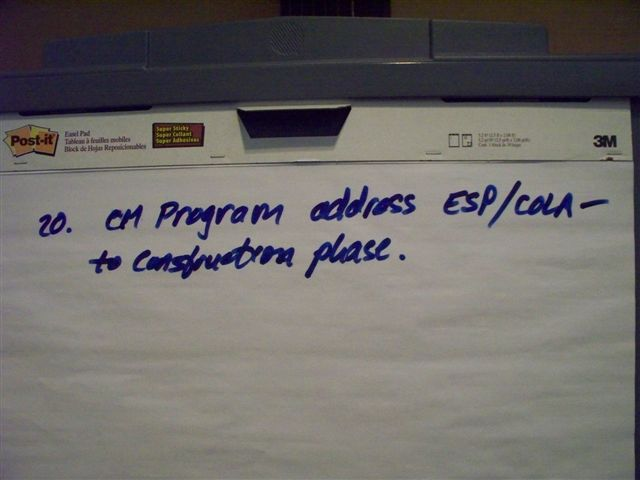 Post-it
Easel Pad
Tableau à feuilles mobiles
Block de Hojas Reposicionables
Super Sticky
Super Collant
Super Adhesivas
3M
20. CM Program address ESP/COLA –
to Construction phase.